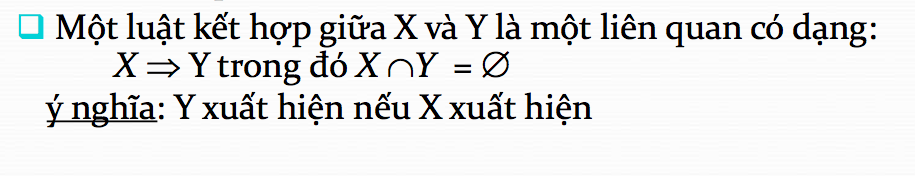 Một luật kết hợp giữa X và Y là một liên quan có dạng:
X ⇒ Y trong đó X ∩ Y = ∅
ý nghĩa: Y xuất hiện nếu X xuất hiện